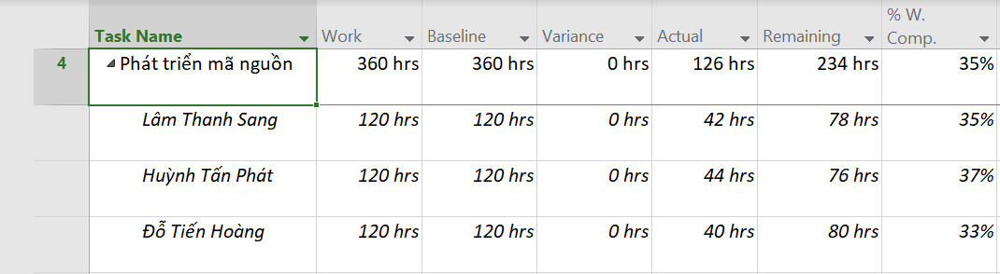 Task Name Work Baseline Variance Actual Remaining % W. Comp.
4 Phát triển mã nguồn 360 hrs 360 hrs 0 hrs 126 hrs 234 hrs 35%
Lâm Thanh Sang 120 hrs 120 hrs 0 hrs 42 hrs 78 hrs 35%
Huỳnh Tấn Phát 120 hrs 120 hrs 0 hrs 44 hrs 76 hrs 37%
Đỗ Tiến Hoàng 120 hrs 120 hrs 0 hrs 40 hrs 80 hrs 33%